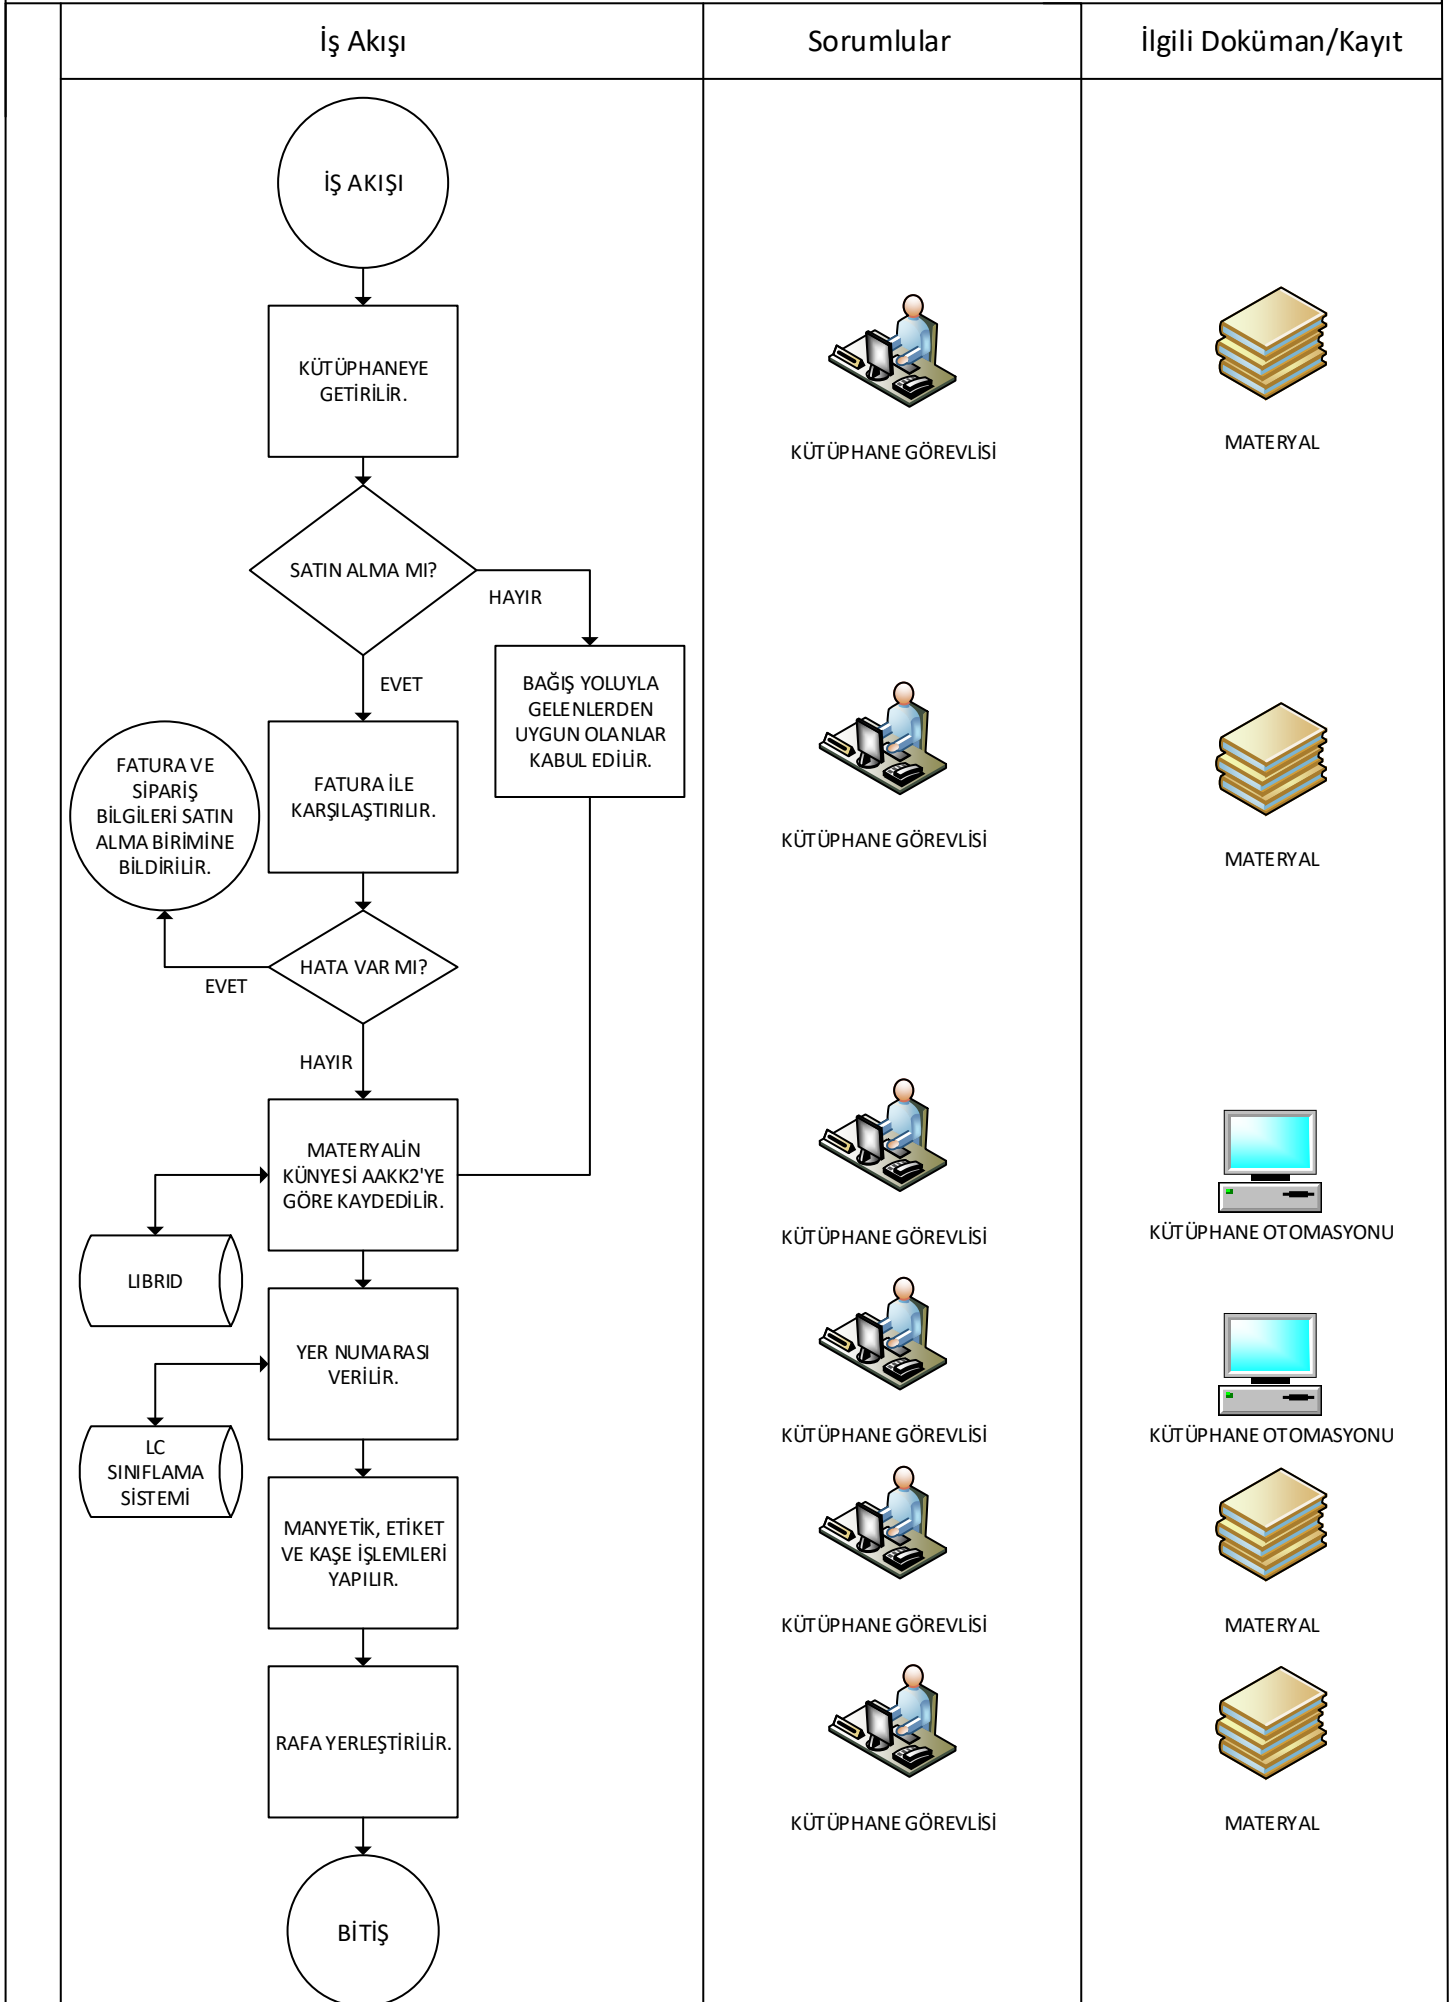 İş Akışı
Sorumlular
İlgili Doküman/Kayıt
İŞ AKIŞI
KÜTÜPHANEYE
GETİRİLİR.
KÜTÜPHANE GÖREVLİSİ
MATERYAL
SATIN ALMA MI?
HAYIR
EVET
BAĞIŞ YOLUYLA
GELENLERDEN
UYGUN OLANLAR
KABUL EDİLİR.
FATURA VE
SİPARİŞ
BİLGİLERİ SATIN
ALMA BİRİMİNE
BİLDİRİLİR.
FATURA İLE
KARŞILAŞTIRILIR.
KÜTÜPHANE GÖREVLİSİ
MATERYAL
HATA VAR MI?
EVET
HAYIR
MATERYALİN
KÜNYESİ AAKK2'YE
GÖRE KAYDEDİLİR.
KÜTÜPHANE GÖREVLİSİ
KÜTÜPHANE OTOMASYONU
LIBRID
YER NUMARASI
VERİLİR.
KÜTÜPHANE GÖREVLİSİ
KÜTÜPHANE OTOMASYONU
LC
SINIFLAMA
SİSTEMİ
MANYETİK, ETİKET
VE KAŞE İŞLEMLERİ
YAPILIR.
KÜTÜPHANE GÖREVLİSİ
MATERYAL
RAFA YERLEŞTİRİLİR.
KÜTÜPHANE GÖREVLİSİ
MATERYAL
BİTİŞ